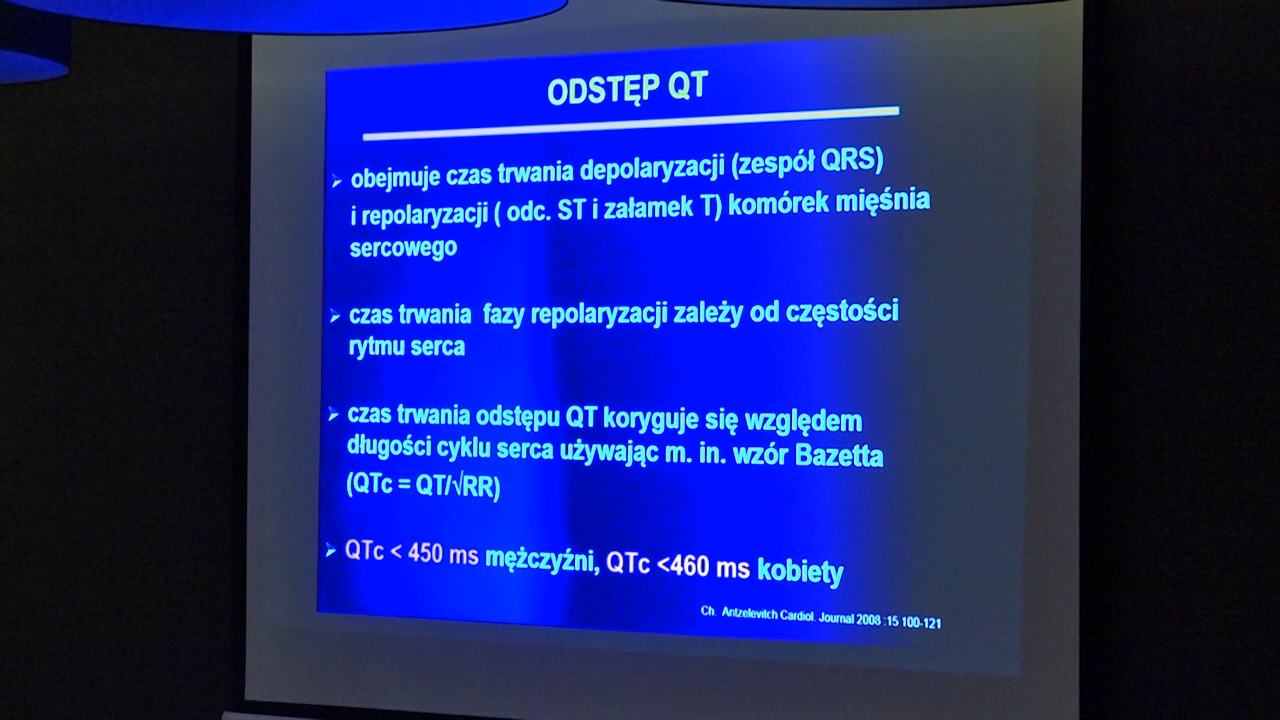 ODSTĘP QT
➢ obejmuje czas trwania depolaryzacji (zespół QRS)
i repolaryzacji ( odc. ST i załamek T) komórek mięśnia
sercowego
➢ czas trwania fazy repolaryzacji zależy od częstości
rytmu serca
➢ czas trwania odstępu QT koryguje się względem
długości cyklu serca używając m. in. wzór Bazetta
(QTc = QT/√RR)
➢ QTc < 450 ms mężczyźni, QTc <460 ms kobiety
Ch. Antzelevitch Cardiol. Journal 2008 :15 100-121